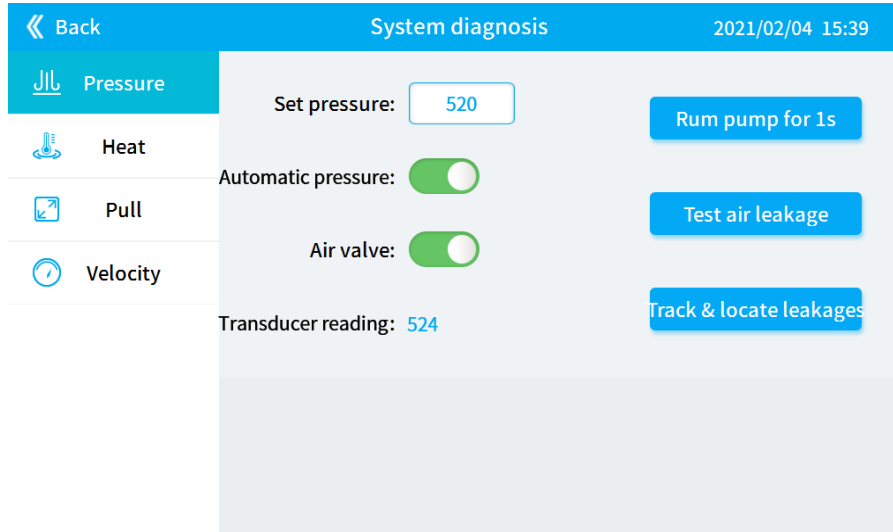 Back
System diagnosis
2021/02/04 15:39
Pressure
Heat
Pull
Velocity
Set pressure: 520
Automatic pressure:
Air valve:
Transducer reading: 524
Rum pump for 1s
Test air leakage
Track & locate leakages